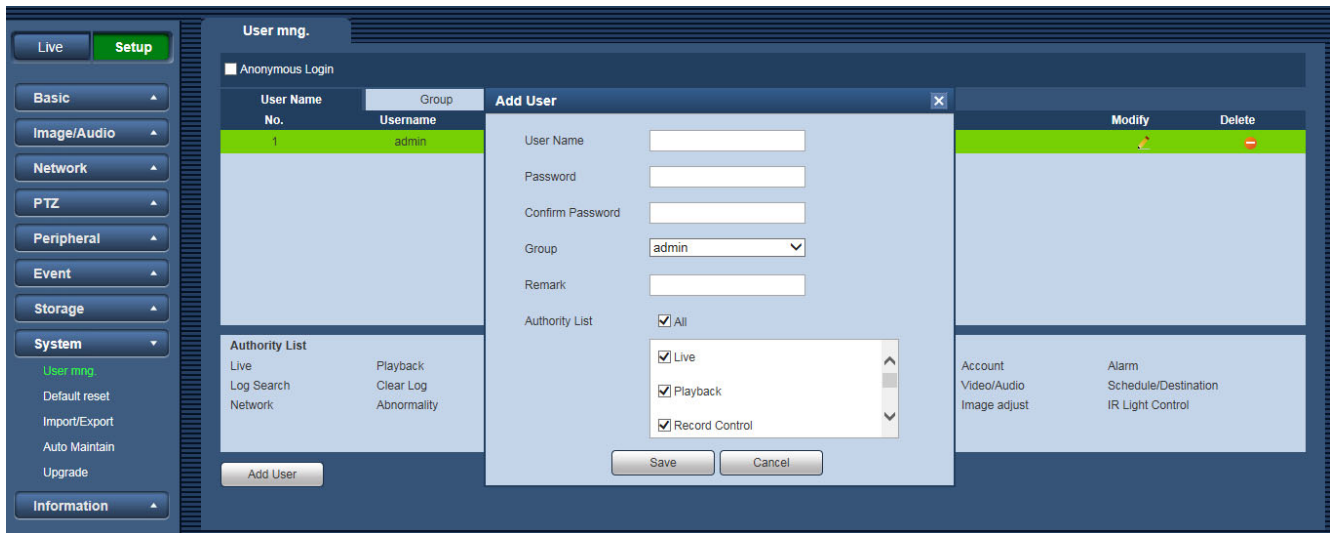 Live
Setup
Basic
Image/Audio
Network
PTZ
Peripheral
Event
Storage
System
User mng.
Default reset
Import/Export
Auto Maintain
Upgrade
Information
User mng.
Anonymous Login
User Name Group
No. Username Modify Delete
1 admin
Authority List
Live Playback Account Alarm
Log Search Clear Log Video/Audio Schedule/Destination
Network Abnormality Image adjust IR Light Control
Add User
Add User
User Name
Password
Confirm Password
Group admin
Remark
Authority List All
Live
Playback
Record Control
Save Cancel